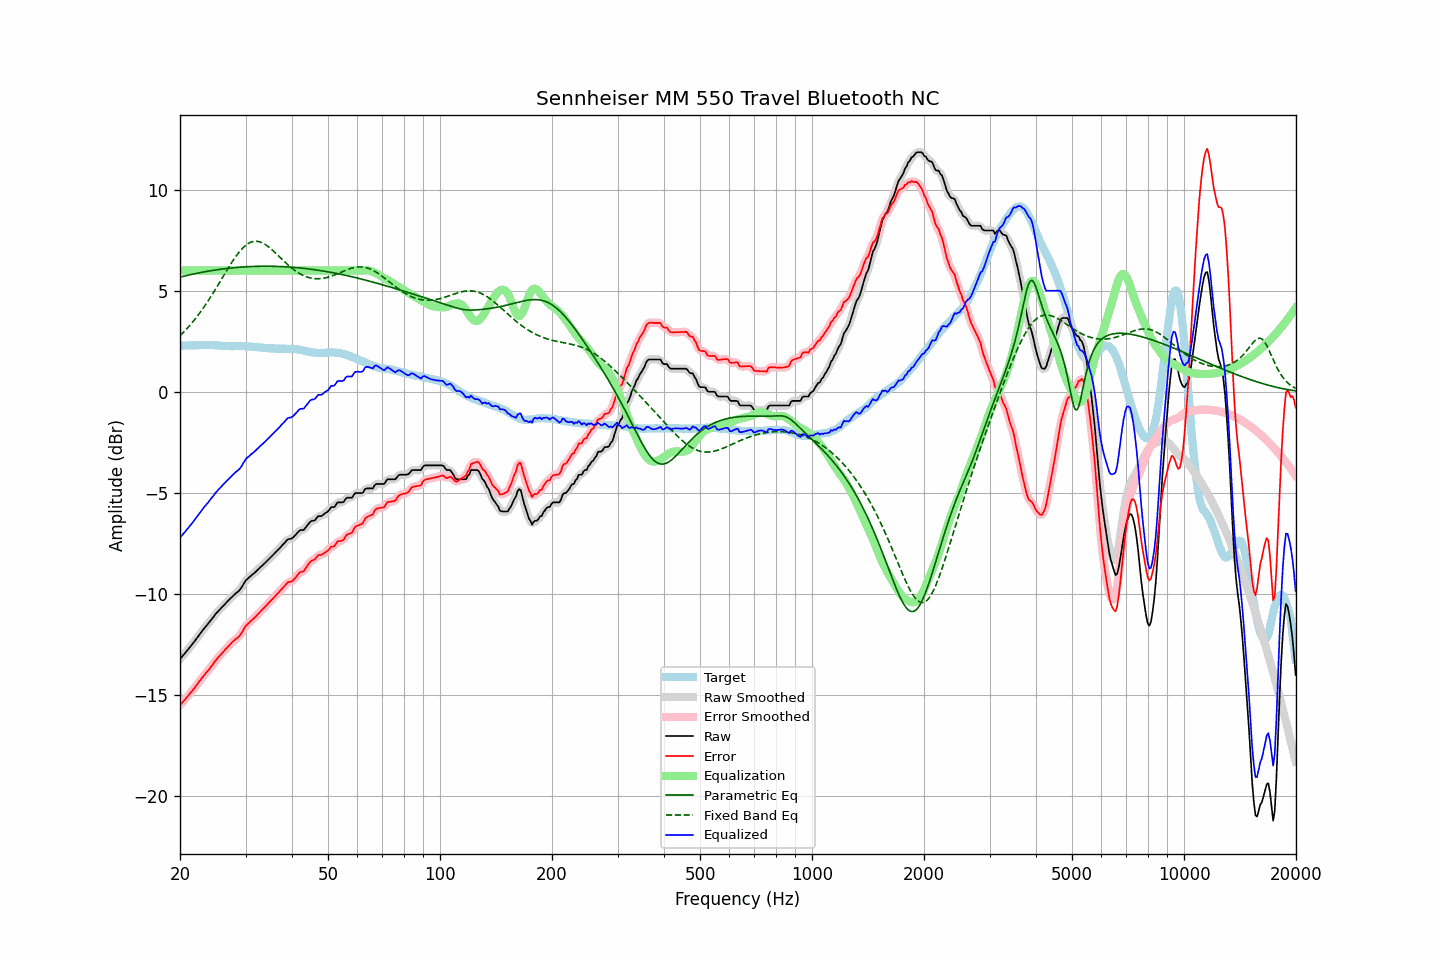 Sennheiser MM 550 Travel Bluetooth NC
Amplitude (dBr)
10
5
0
−5
−10
−15
−20
Target
Raw Smoothed
Error Smoothed
Raw
Error
Equalization
Parametric Eq
Fixed Band Eq
Equalized
20 50 100 200 500 1000 2000 5000 10000 20000
Frequency (Hz)